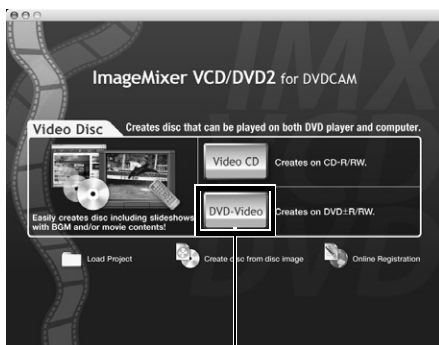 ImageMixer VCD/DVD2 for DVDCAM
Video Disc
Creates disc that can be played on both DVD player and computer.
Video CD
Creates on CD-R/RW.
DVD-Video
Creates on DVD±R/RW.
Easily creates disc including slideshows
with BGM and/or movie contents!
Load Project
Create disc from disc image
Online Registration
IMX
VCD
DVD